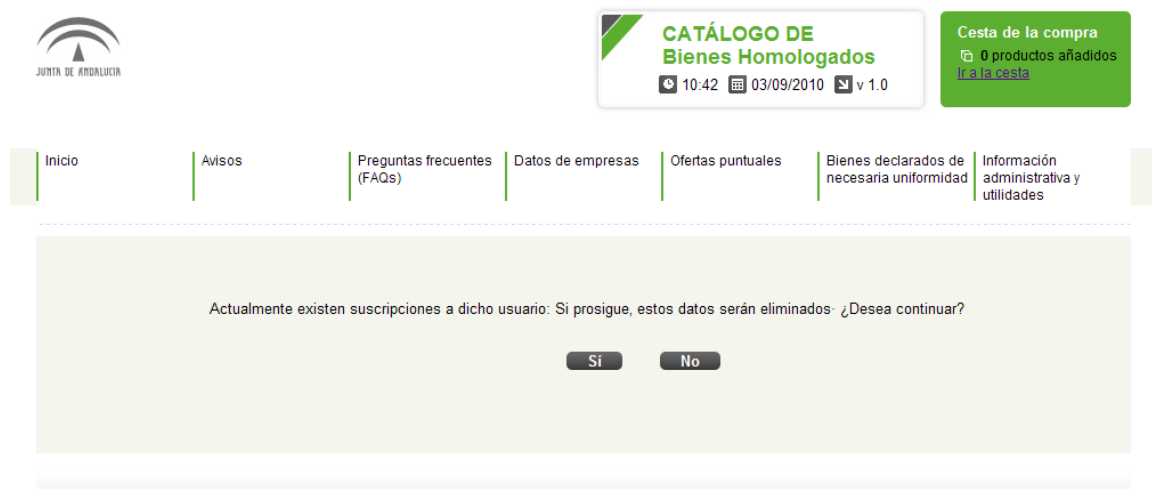 JUNTA DE ANDALUCIA
CATÁLOGO DE
Bienes Homologados
10:42 03/09/2010 v 1.0
Cesta de la compra
0 productos añadidos
Ir a la cesta
Inicio
Avisos
Preguntas frecuentes
(FAQs)
Datos de empresas
Ofertas puntuales
Bienes declarados de
necesaria uniformidad
Información
administrativa y
utilidades
Actualmente existen suscripciones a dicho usuario: Si prosigue, estos datos serán eliminados· ¿Desea continuar?
Sí No